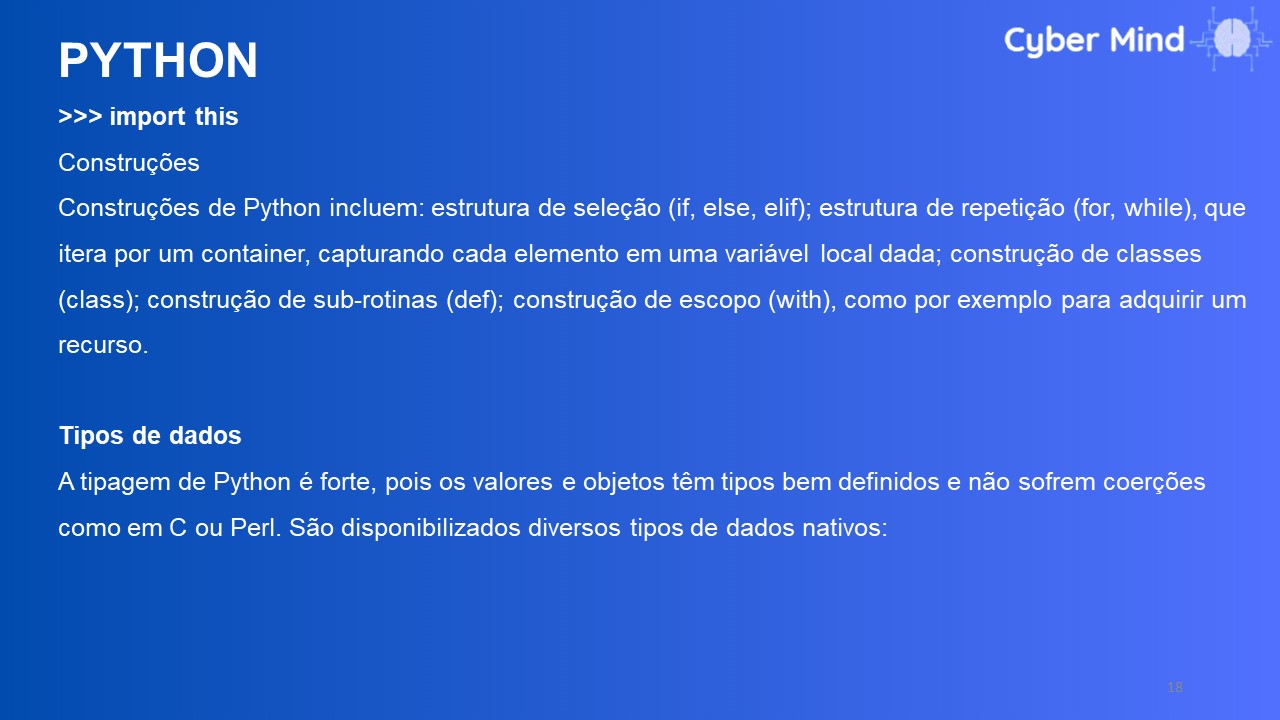 PYTHON
Cyber Mind
>>> import this
Construções
Construções de Python incluem: estrutura de seleção (if, else, elif); estrutura de repetição (for, while), que
itera por um container, capturando cada elemento em uma variável local dada; construção de classes
(class); construção de sub-rotinas (def); construção de escopo (with), como por exemplo para adquirir um
recurso.
Tipos de dados
A tipagem de Python é forte, pois os valores e objetos têm tipos bem definidos e não sofrem coerções
como em C ou Perl. São disponibilizados diversos tipos de dados nativos:
18